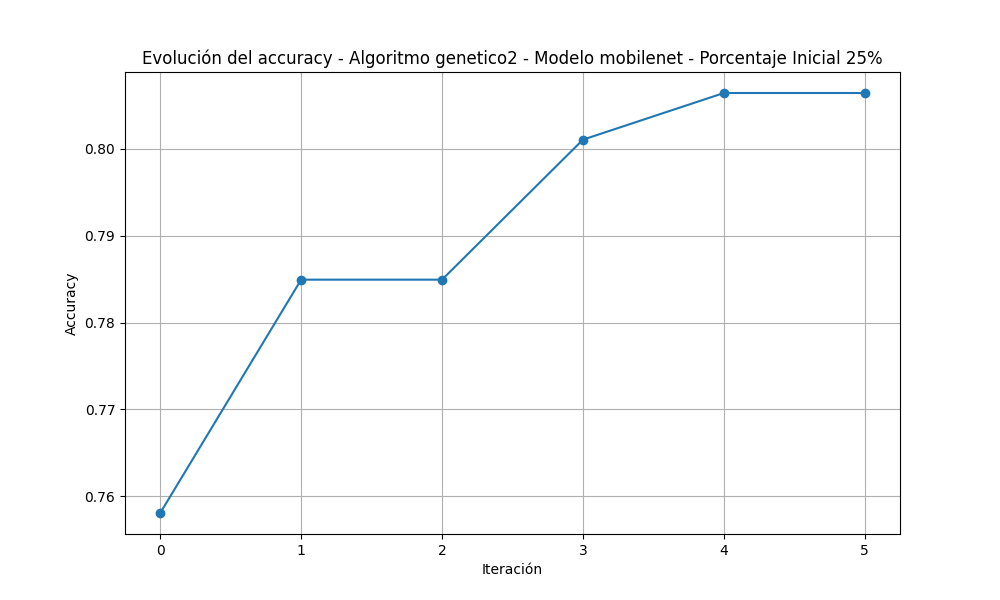 Evolución del accuracy - Algoritmo genetico2 - Modelo mobilenet - Porcentaje Inicial 25%
0.80
0.79
0.78
0.77
0.76
Accuracy
0 1 2 3 4 5
Iteración